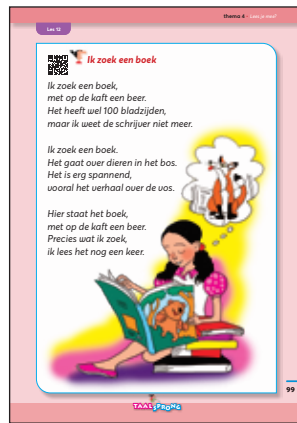 thema 4 - Lees je mee?
Les 12
Ik zoek een boek
Ik zoek een boek,
met op de kaft een beer.
Het heeft wel 100 bladzijden,
maar ik weet de schrijver niet meer.
Ik zoek een boek.
Het gaat over dieren in het bos.
Het is erg spannend,
vooral het verhaal over de vos.
Hier staat het boek,
met op de kaft een beer.
Precies wat ik zoek,
ik lees het nog een keer.
99
TAALSPRONG